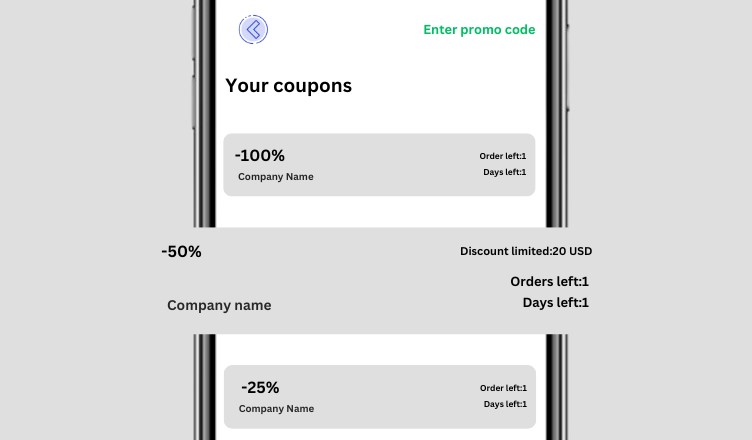 Enter promo code
Your coupons
-100%
Order left:1
Company Name
Days left:1
-50%
Discount limited:20 USD
Orders left:1
Company name
Days left:1
-25%
Order left:1
Company Name
Days left:1